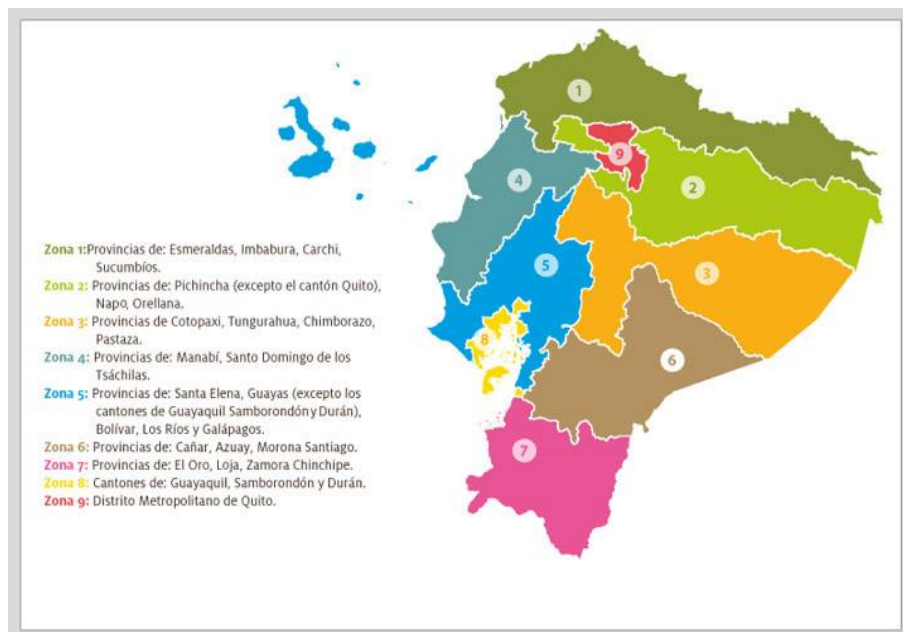 1
9
2
4
3
5
8
6
7
Zona 1:Provincias de: Esmeraldas, Imbabura, Carchi,
Sucumbíos.
Zona 2: Provincias de: Pichincha (excepto el cantón Quito),
Napo, Orellana.
Zona 3: Provincias de Cotopaxi, Tungurahua, Chimborazo,
Pastaza.
Zona 4: Provincias de: Manabí, Santo Domingo de los
Tsáchilas.
Zona 5: Provincias de: Santa Elena, Guayas (excepto los
cantones de Guayaquil Samborondón y Durán),
Bolívar, Los Ríos y Galápagos.
Zona 6: Provincias de: Cañar, Azuay, Morona Santiago.
Zona 7: Provincias de: El Oro, Loja, Zamora Chinchipe.
Zona 8: Cantones de: Guayaquil, Samborondón y Durán.
Zona 9: Distrito Metropolitano de Quito.